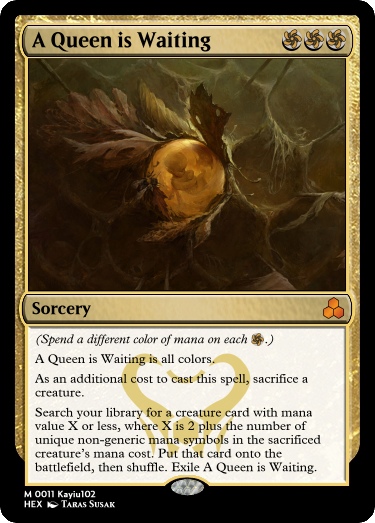 A Queen is Waiting
Sorcery
(Spend a different color of mana on each .)
A Queen is Waiting is all colors.
As an additional cost to cast this spell, sacrifice a
creature.
Search your library for a creature card with mana
value X or less, where X is 2 plus the number of
unique non-generic mana symbols in the sacrificed
creature's mana cost. Put that card onto the
battlefield, then shuffle. Exile A Queen is Waiting.
M 0011 Kayiu102
HEX Taras Susak